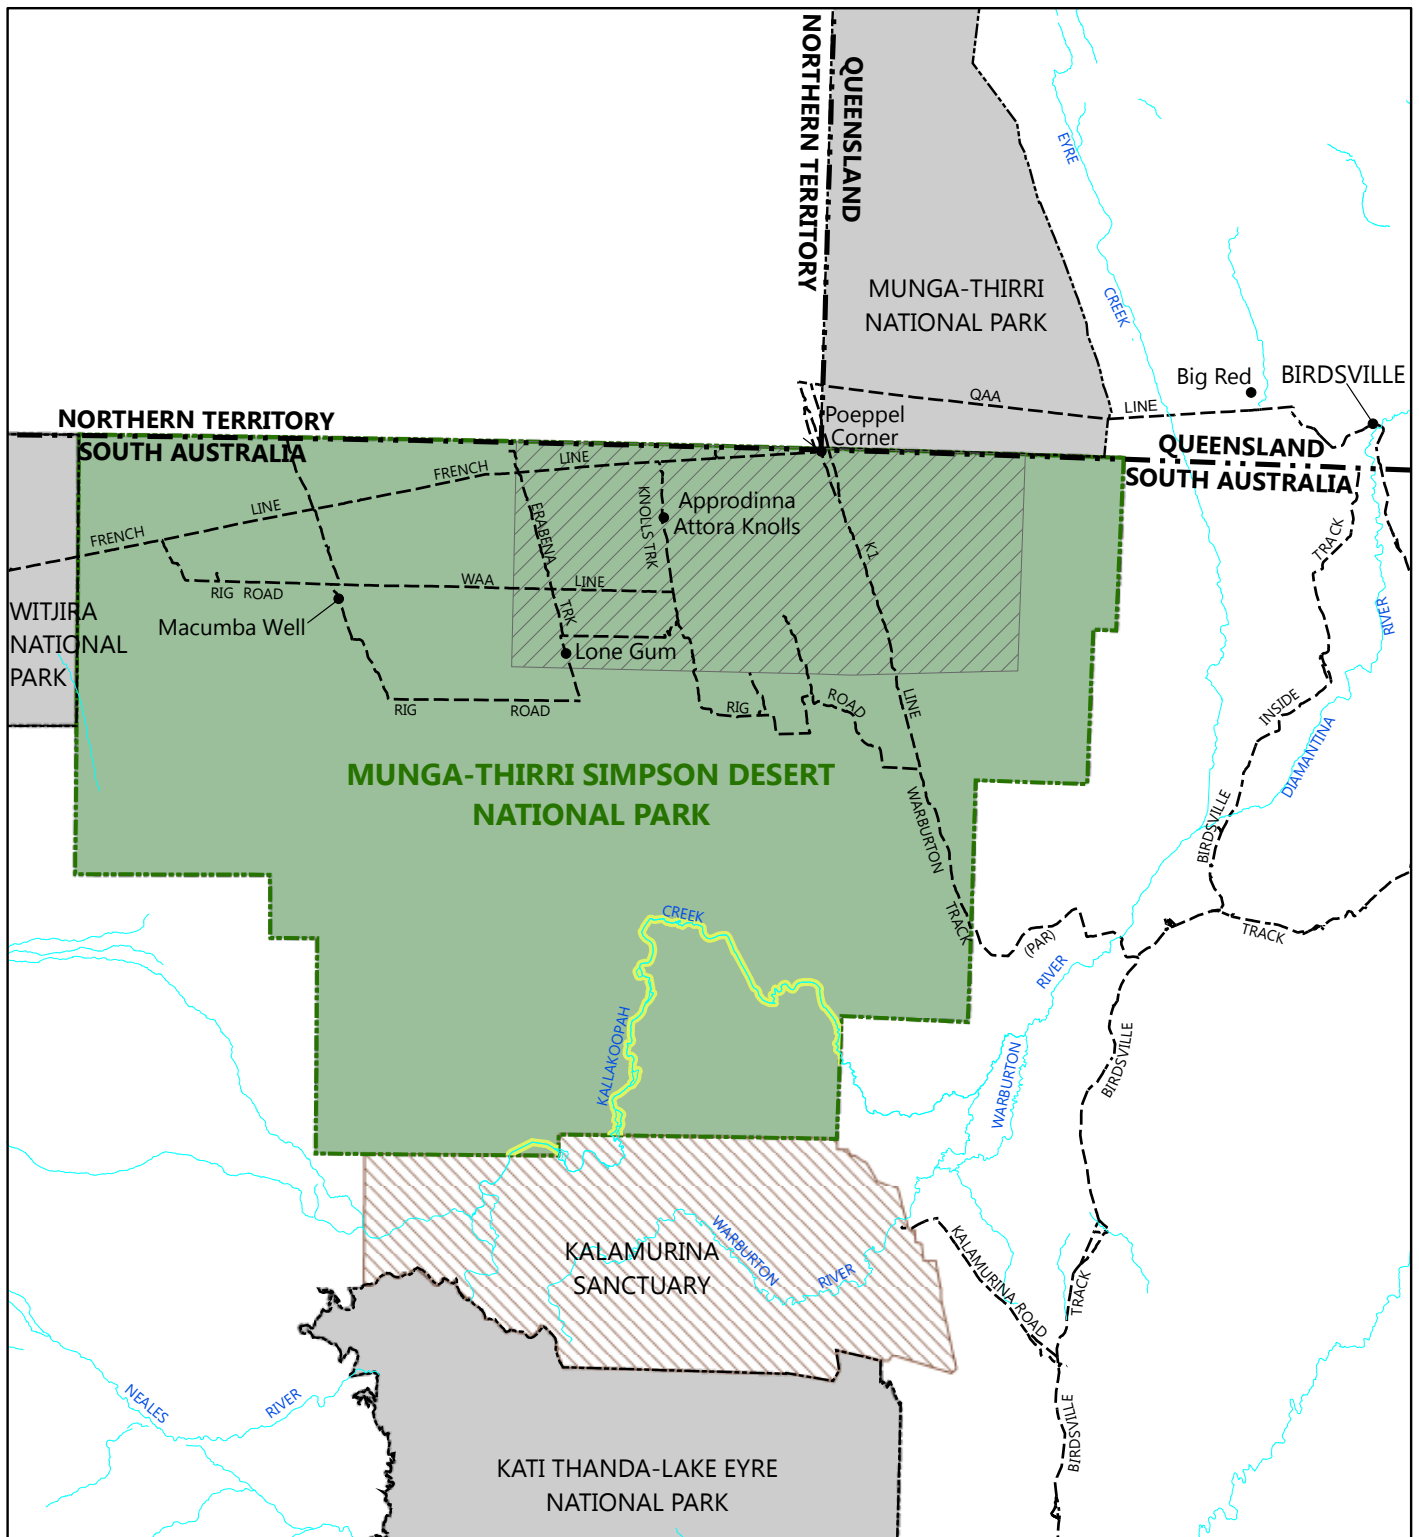 NORTHERN TERRITORY
QUEENSLAND
EYRE
CREEK
MUNGA-THIRRI
NATIONAL PARK
Big Red
BIRDSVILLE
QAA
LINE
Poeppel
Corner
NORTHERN TERRITORY
SOUTH AUSTRALIA
QUEENSLAND
SOUTH AUSTRALIA
FRENCH
LINE
FRENCH
LINE
ERABENA
TRK
KNOLLS TRK
Approdinna
Attora Knolls
K1
LINE
TRACK
RIG ROAD
WAA
LINE
WITJIRA
NATIONAL
PARK
Macumba Well
Lone Gum
RIG
ROAD
RIG
ROAD
RIVER
INSIDE
DIAMANTINA
BIRDSVILLE
MUNGA-THIRRI SIMPSON DESERT
NATIONAL PARK
WARBURTON
TRACK
(PAR)
TRACK
CREEK
KALLAKOOPAH
RIVER
WARBURTON
BIRDSVILLE
TRACK
KALAMURINA
SANCTUARY
WARBURTON
RIVER
KALAMURINA ROAD
NEALES
RIVER
BIRDSVILLE
KATI THANDA-LAKE EYRE
NATIONAL PARK